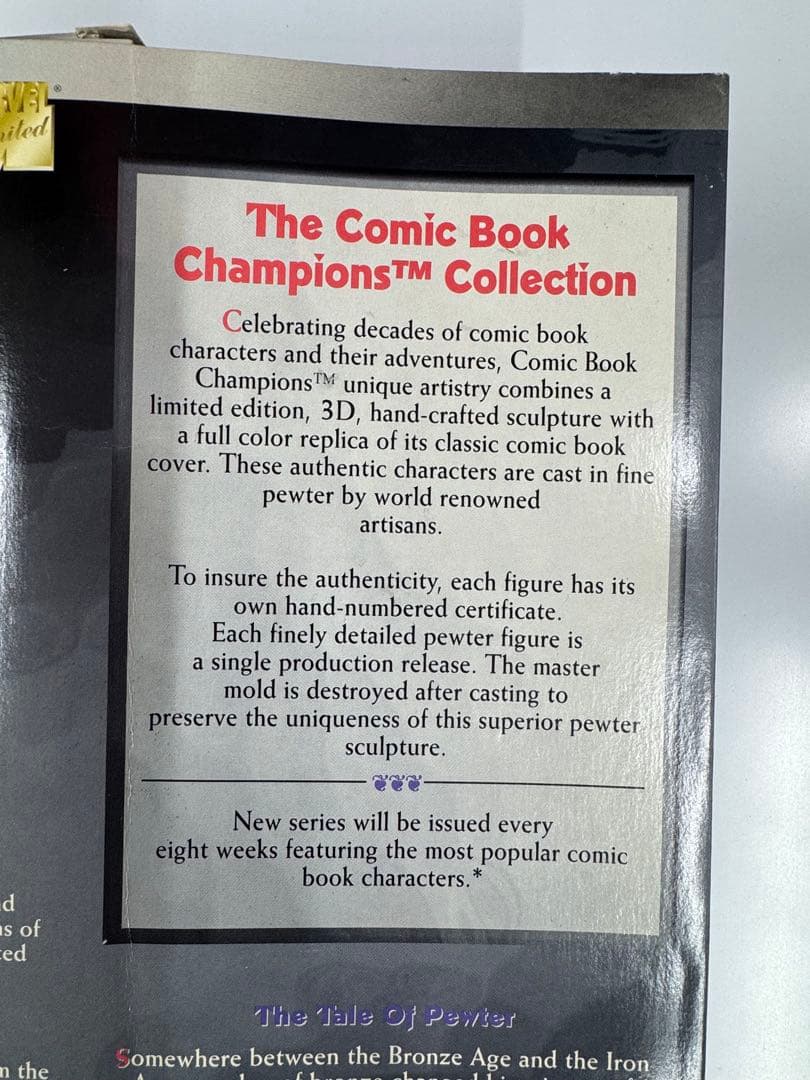 ®
The Comic Book
Champions™ Collection
Celebrating decades of comic book
characters and their adventures, Comic Book
Champions™ unique artistry combines a
limited edition, 3D, hand-crafted sculpture with
a full color replica of its classic comic book
cover. These authentic characters are cast in fine
pewter by world renowned
artisans.
To insure the authenticity, each figure has its
own hand-numbered certificate.
Each finely detailed pewter figure is
a single production release. The master
mold is destroyed after casting to
preserve the uniqueness of this superior pewter
sculpture.
New series will be issued every
eight weeks featuring the most popular comic
book characters.*
of
The Tale Of Pewter
the
Somewhere between the Bronze Age and the Iron